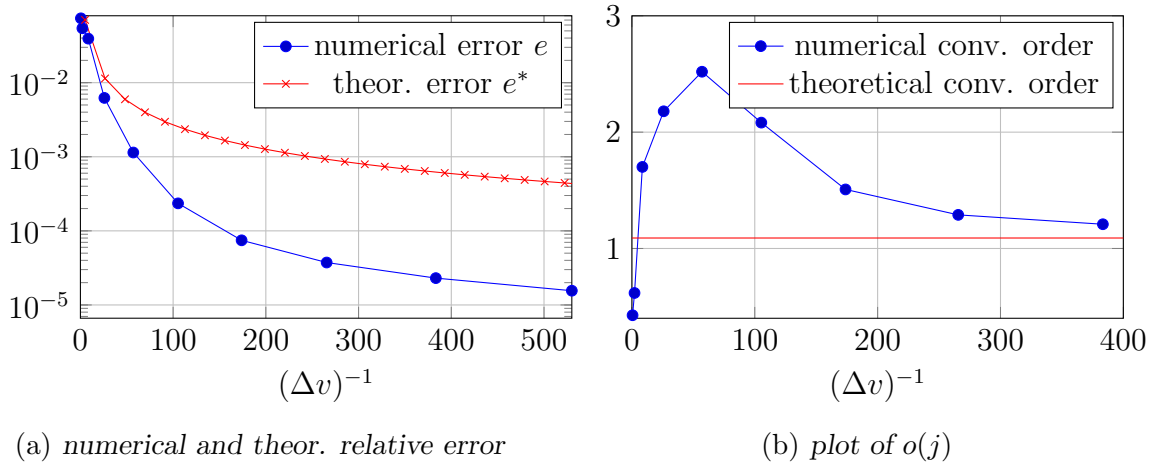 10⁻²
10⁻³
10⁻⁴
10⁻⁵
0 100 200 300 400 500
(Δv)⁻¹
numerical error e
theor. error e*
(a) numerical and theor. relative error
3
2
1
0 100 200 300 400
(Δv)⁻¹
numerical conv. order
theoretical conv. order
(b) plot of o(j)